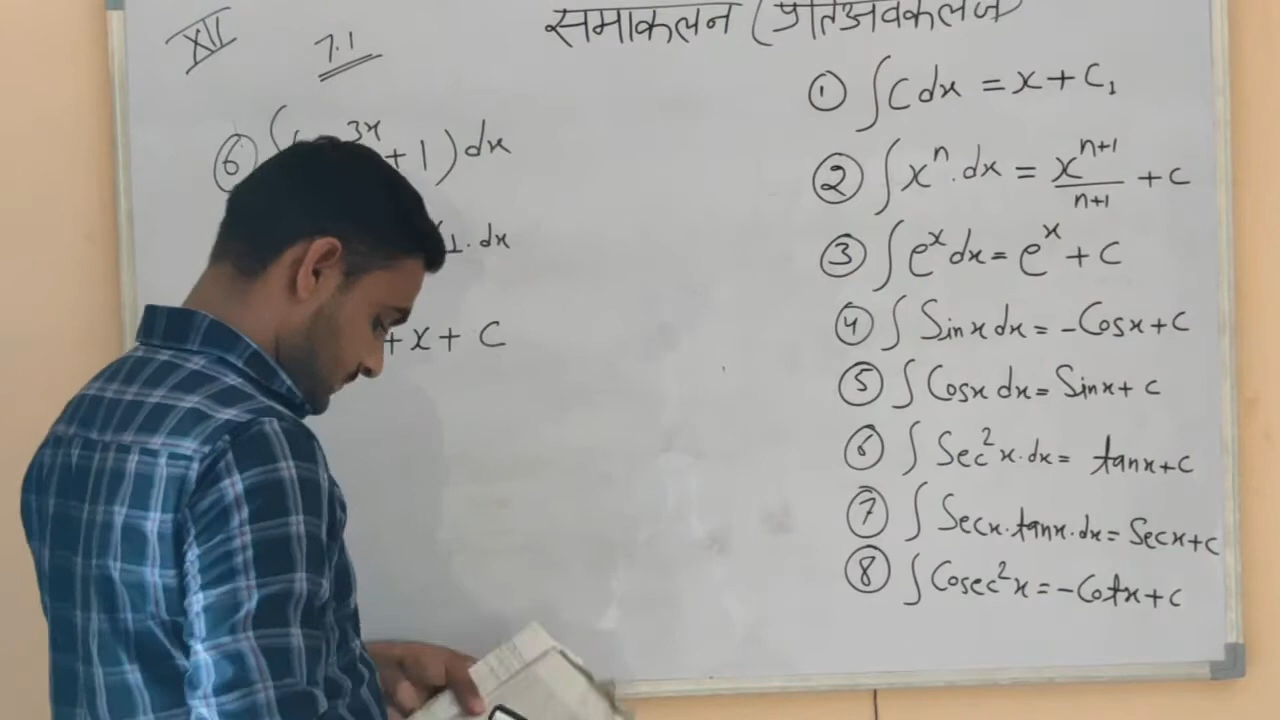 XII
7.1
समाकलन (प्रतिअवकलज)
⑥ ∫( 3x + 1) dx
1. dx
+ x + C
① ∫C dx = x + C₁
② ∫xⁿ. dx = xⁿ⁺¹/n+1 + C
③ ∫eˣ dx = eˣ + C
④ ∫Sinx dx = -Cosx + C
⑤ ∫Cosx dx = Sinx + C
⑥ ∫Sec²x. dx = tanx + C
⑦ ∫Secx. tanx. dx = Secx + C
⑧ ∫Cosec²x = -Cotx + C